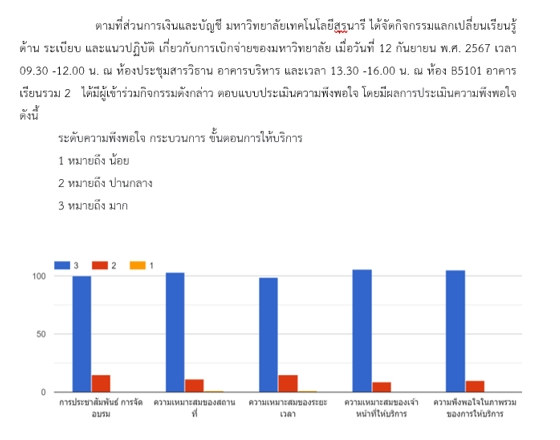 ตามที่ส่วนการเงินและบัญชี มหาวิทยาลัยเทคโนโลยีสุรนารี ได้จัดกิจกรรมแลกเปลี่ยนเรียนรู้
ด้าน ระเบียบ และแนวปฏิบัติ เกี่ยวกับการเบิกจ่ายของมหาวิทยาลัย เมื่อวันที่ 12 กันยายน พ.ศ. 2567 เวลา
09.30 -12.00 น. ณ ห้องประชุมสารวิธาน อาคารบริหาร และเวลา 13.30 -16.00 น. ณ ห้อง B5101 อาคาร
เรียนรวม 2 ได้มีผู้เข้าร่วมกิจกรรมดังกล่าว ตอบแบบประเมินความพึงพอใจ โดยมีผลการประเมินความพึงพอใจ
ดังนี้
ระดับความพึงพอใจ กระบวนการ ขั้นตอนการให้บริการ
1 หมายถึง น้อย
2 หมายถึง ปานกลาง
3 หมายถึง มาก
3 2 1
100
50
0
การประชาสัมพันธ์ การจัด ความเหมาะสมของสถาน ความเหมาะสมของระยะ ความเหมาะสมของเจ้า ความพึงพอใจในภาพรวม
อบรม ที่ เวลา หน้าที่ให้บริการ ของการให้บริการ